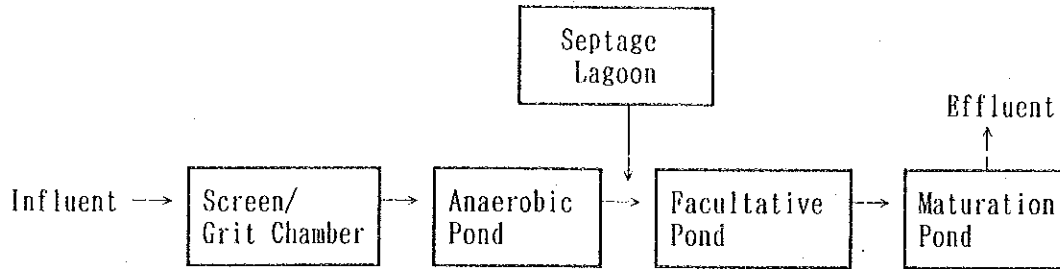 Septage
Lagoon
Effluent
Influent
Screen/
Grit Chamber
Anaerobic
Pond
Facultative
Pond
Maturation
Pond